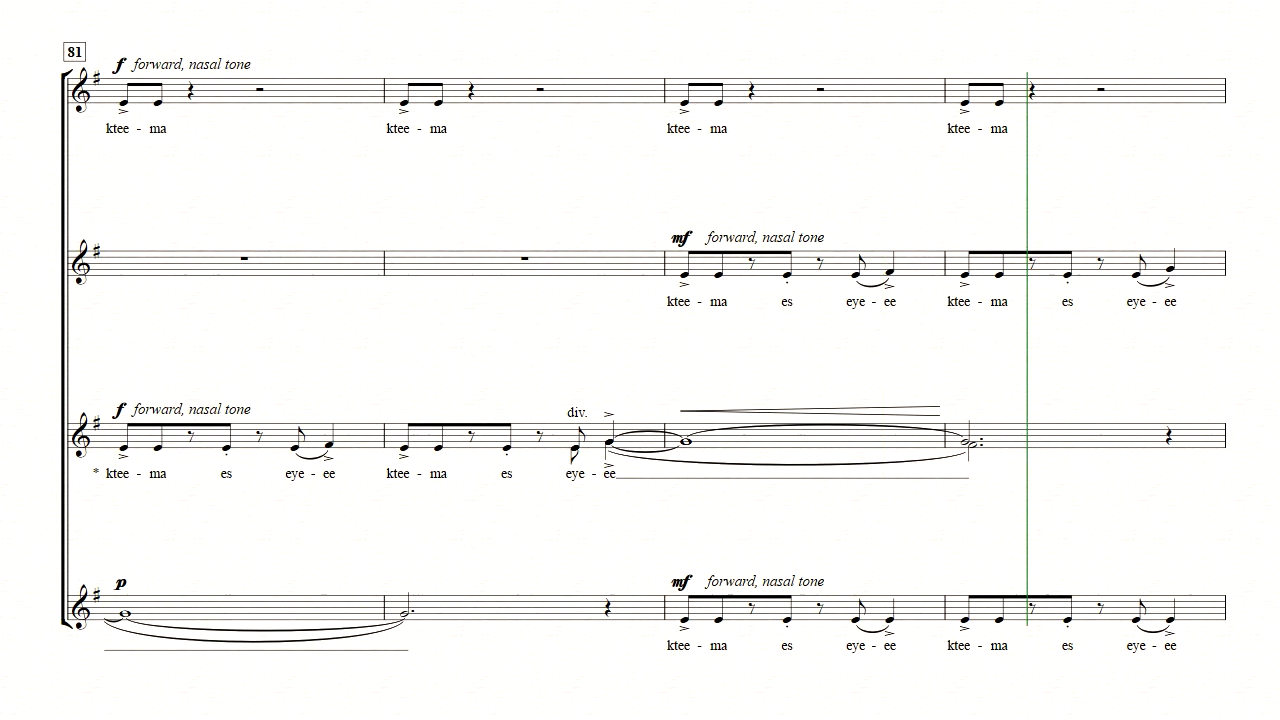 81
f forward, nasal tone
ktee - ma ktee - ma ktee - ma ktee - ma
mf forward, nasal tone
ktee - ma es eye - ee ktee - ma es eye - ee
f forward, nasal tone div.
* ktee - ma es eye - ee ktee - ma es eye - ee
p mf forward, nasal tone
ktee - ma es eye - ee ktee - ma es eye - ee